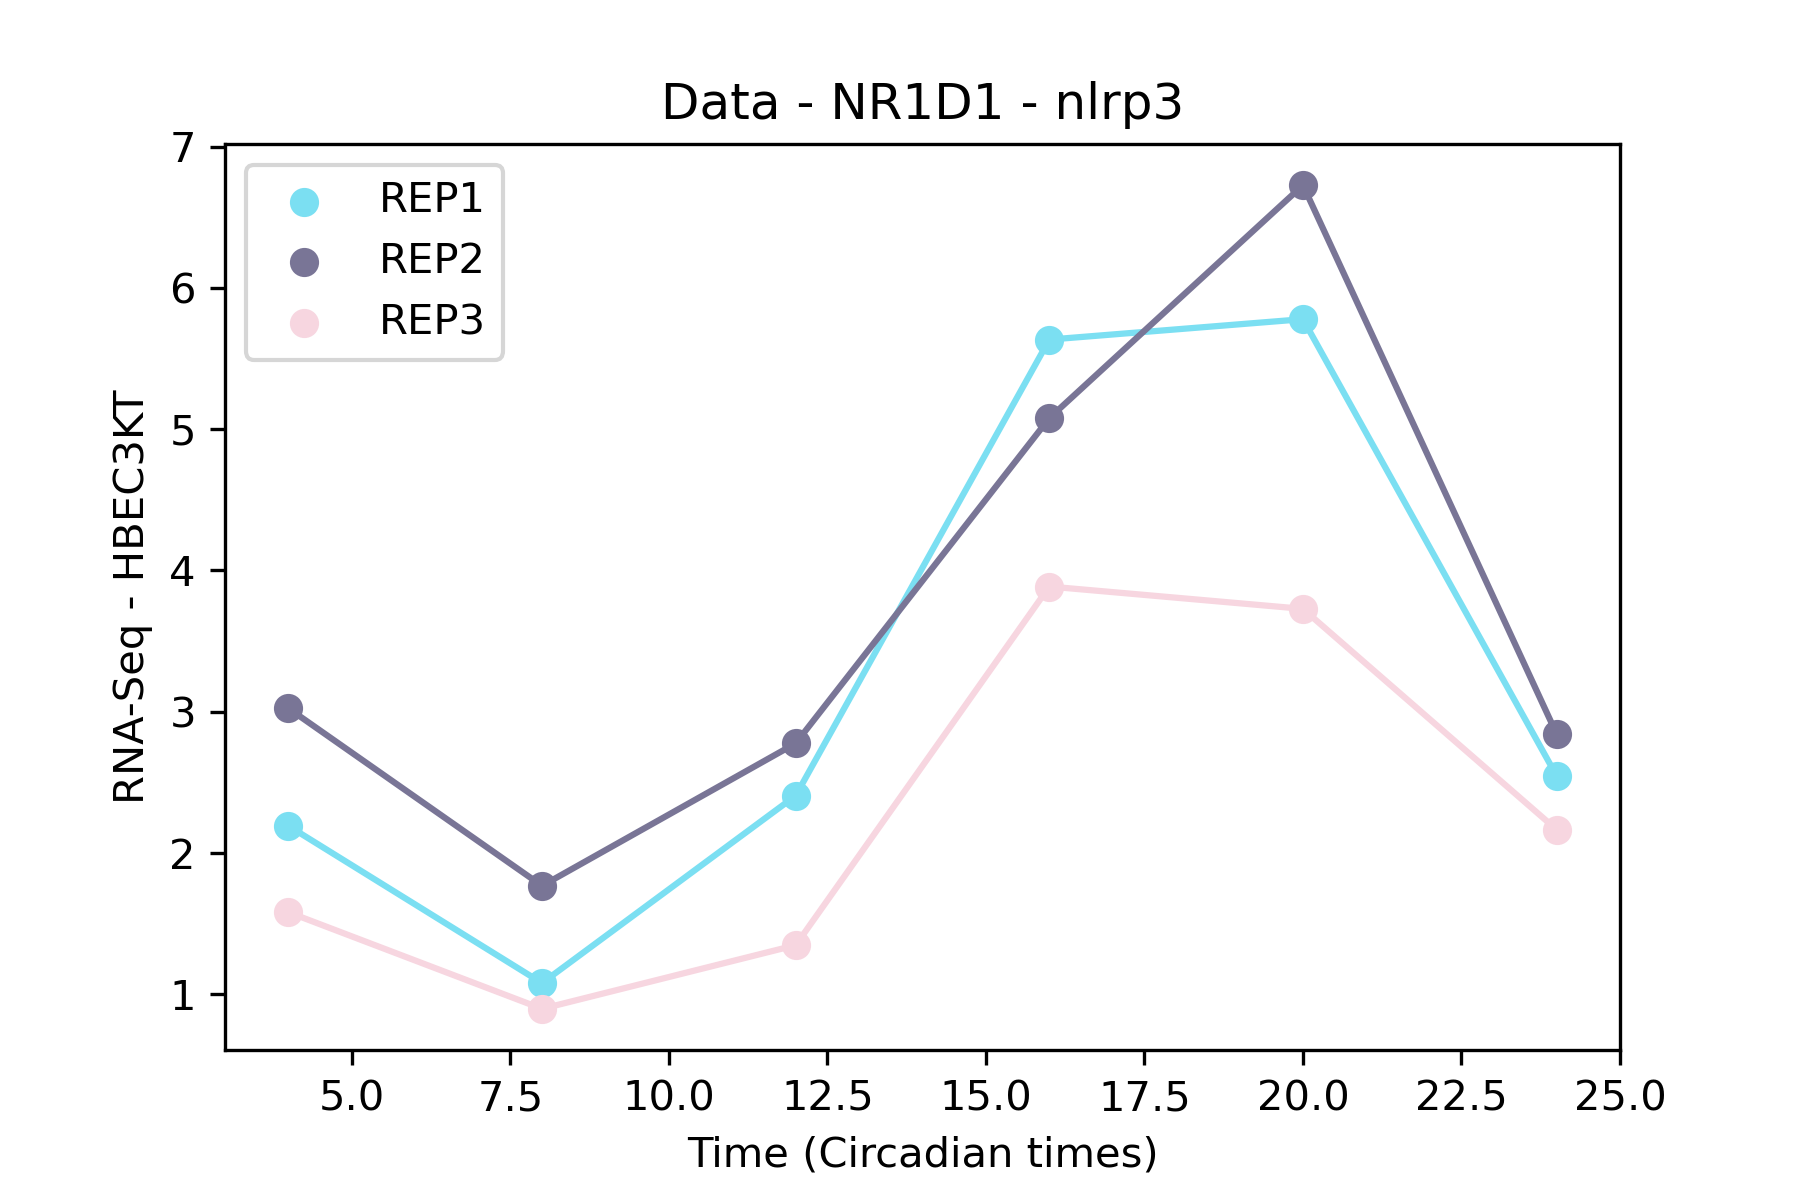 Data - NR1D1 - nlrp3
7
6
5
4
3
2
1
RNA-Seq - HBEC3KT
REP1
REP2
REP3
5.0 7.5 10.0 12.5 15.0 17.5 20.0 22.5 25.0
Time (Circadian times)